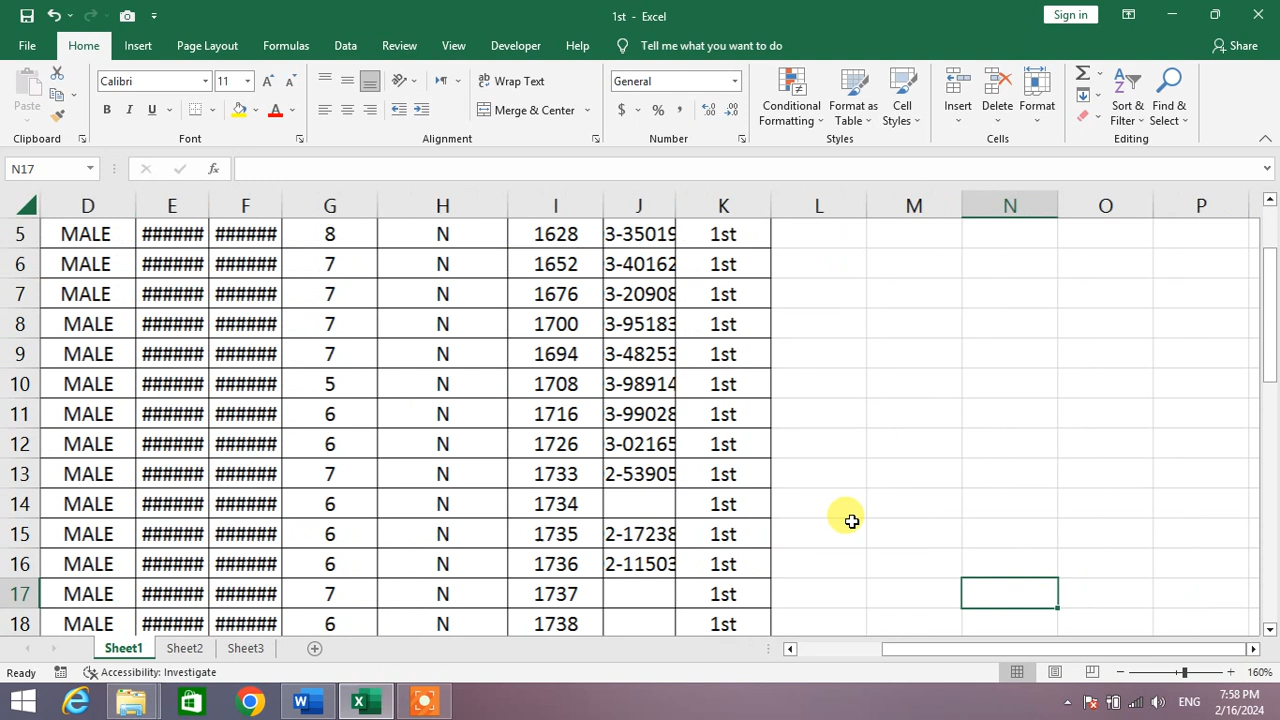 1st - Excel
Sign in
File Home Insert Page Layout Formulas Data Review View Developer Help Tell me what you want to do Share
Paste
Calibri 11
B I U
Wrap Text
Merge & Center
General
$ % ,
Conditional Formatting
Format as Table
Cell Styles
Insert Delete Format
Sort & Filter
Find & Select
Clipboard Font Alignment Number Styles Cells Editing
N17 fx
D E F G H I J K L M N O P
5 MALE ###### ###### 8 N 1628 3-35019 1st
6 MALE ###### ###### 7 N 1652 3-40162 1st
7 MALE ###### ###### 7 N 1676 3-20908 1st
8 MALE ###### ###### 7 N 1700 3-95183 1st
9 MALE ###### ###### 7 N 1694 3-48253 1st
10 MALE ###### ###### 5 N 1708 3-98914 1st
11 MALE ###### ###### 6 N 1716 3-99028 1st
12 MALE ###### ###### 6 N 1726 3-02165 1st
13 MALE ###### ###### 7 N 1733 2-53905 1st
14 MALE ###### ###### 6 N 1734 1st
15 MALE ###### ###### 6 N 1735 2-17238 1st
16 MALE ###### ###### 6 N 1736 2-11503 1st
17 MALE ###### ###### 7 N 1737 1st
18 MALE ###### ###### 6 N 1738 1st
Sheet1 Sheet2 Sheet3
Ready Accessibility: Investigate 160%
ENG
7:58 PM
2/16/2024